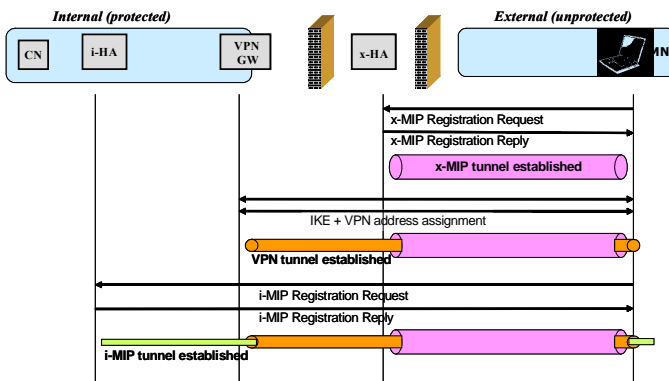 Internal (protected)
External (unprotected)
CN
i-HA
VPN
GW
x-HA
MN
x-MIP Registration Request
x-MIP Registration Reply
x-MIP tunnel established
IKE + VPN address assignment
VPN tunnel established
i-MIP Registration Request
i-MIP Registration Reply
i-MIP tunnel established